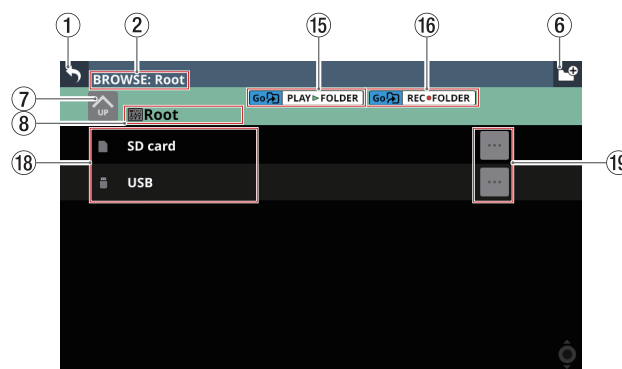 ① ② ⑮ ⑯ ⑥
BROWSE: Root
⑦ UP Go PLAY▶FOLDER Go REC●FOLDER
⑧ Root
⑱ SD card ... ⑲
USB ...